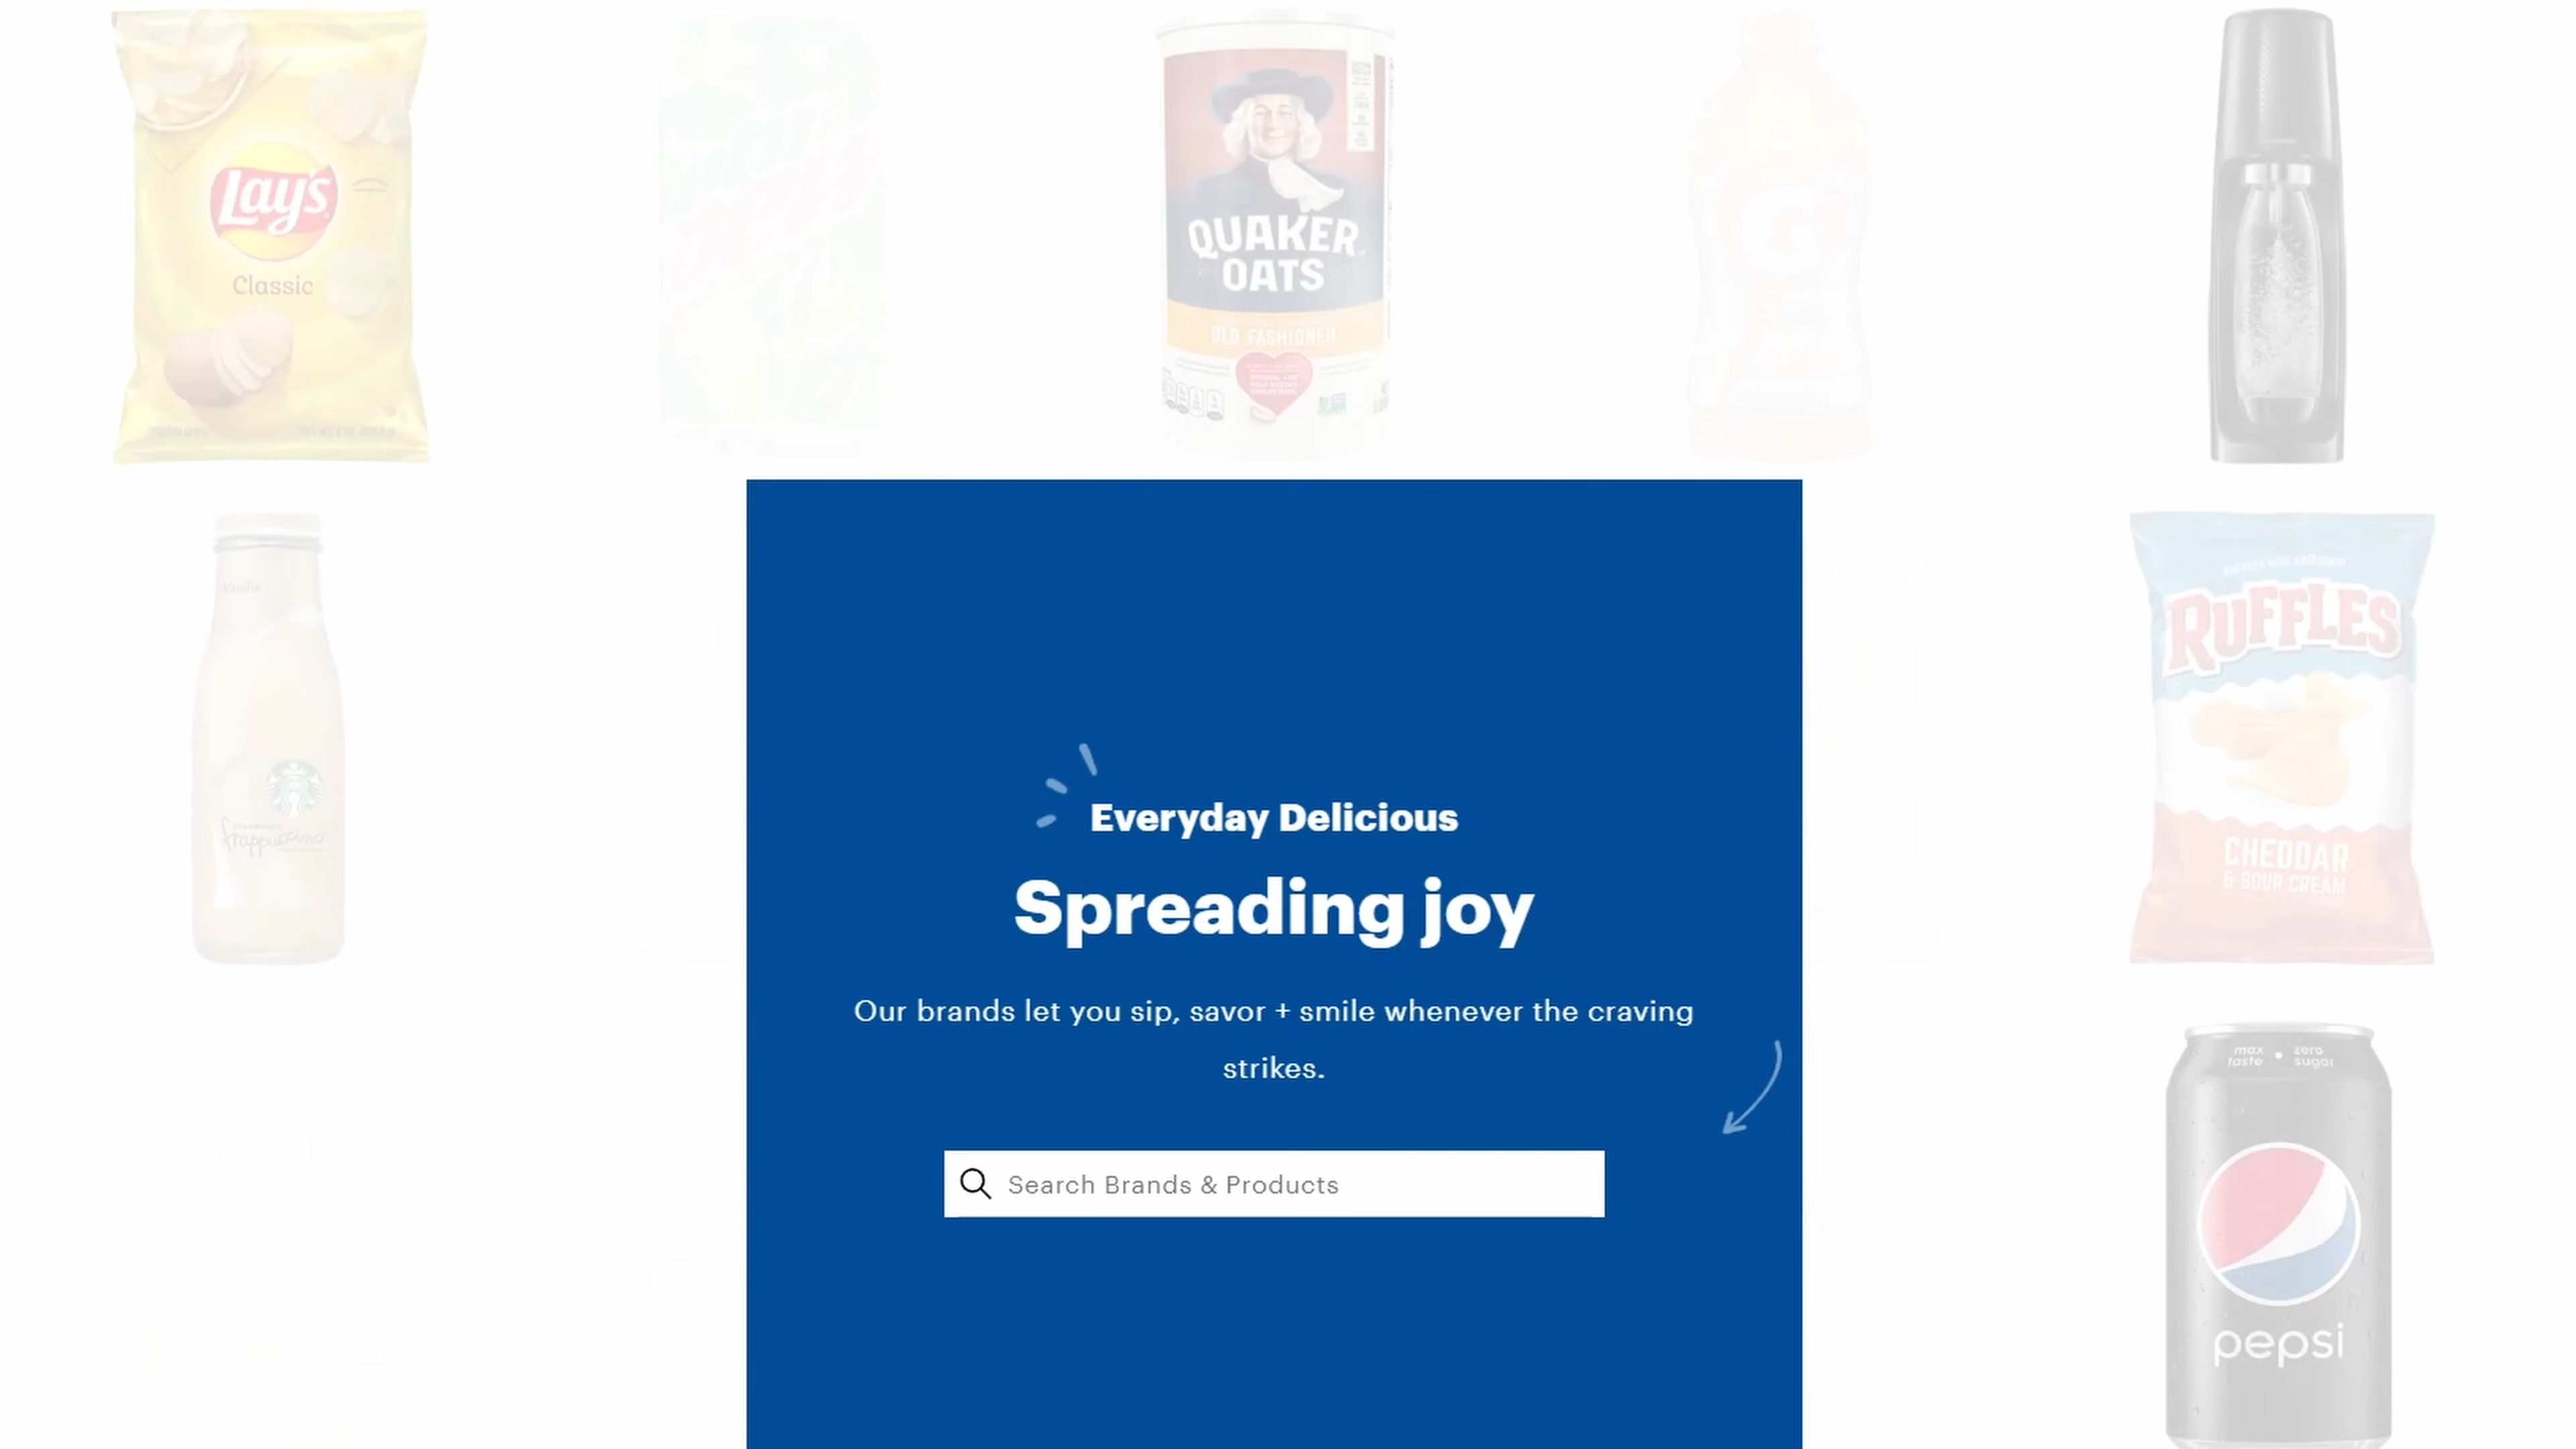 Lay's
Classic
QUAKER
OATS
OLD FASHIONED
G
Vanilla
frappuccino
RUFFLES
CHEDDAR
& SOUR CREAM
Everyday Delicious
Spreading joy
Our brands let you sip, savor + smile whenever the craving
strikes.
Search Brands & Products
max taste • zero sugar
pepsi